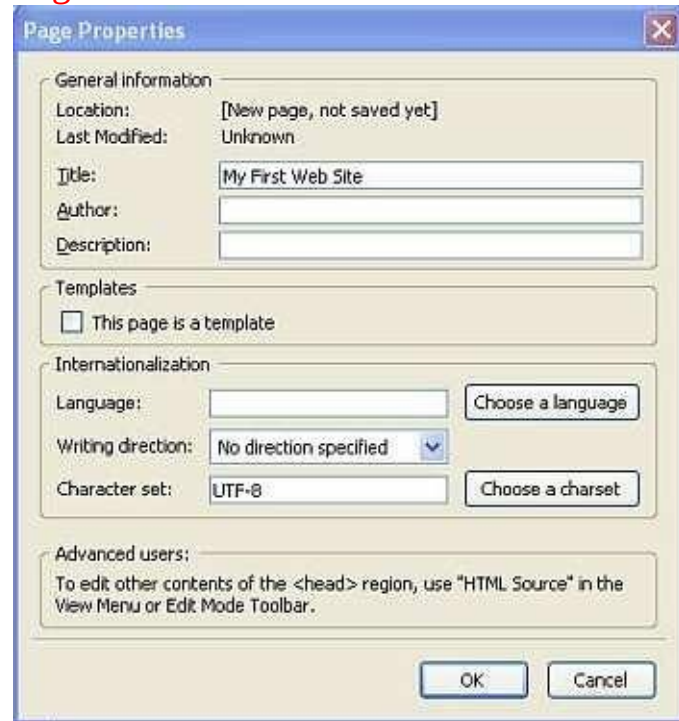 Page Properties
General information
Location: [New page, not saved yet]
Last Modified: Unknown
Title: My First Web Site
Author:
Description:
Templates
This page is a template
Internationalization
Language: Choose a language
Writing direction: No direction specified
Character set: UTF-8 Choose a charset
Advanced users:
To edit other contents of the <head> region, use "HTML Source" in the
View Menu or Edit Mode Toolbar.
OK Cancel